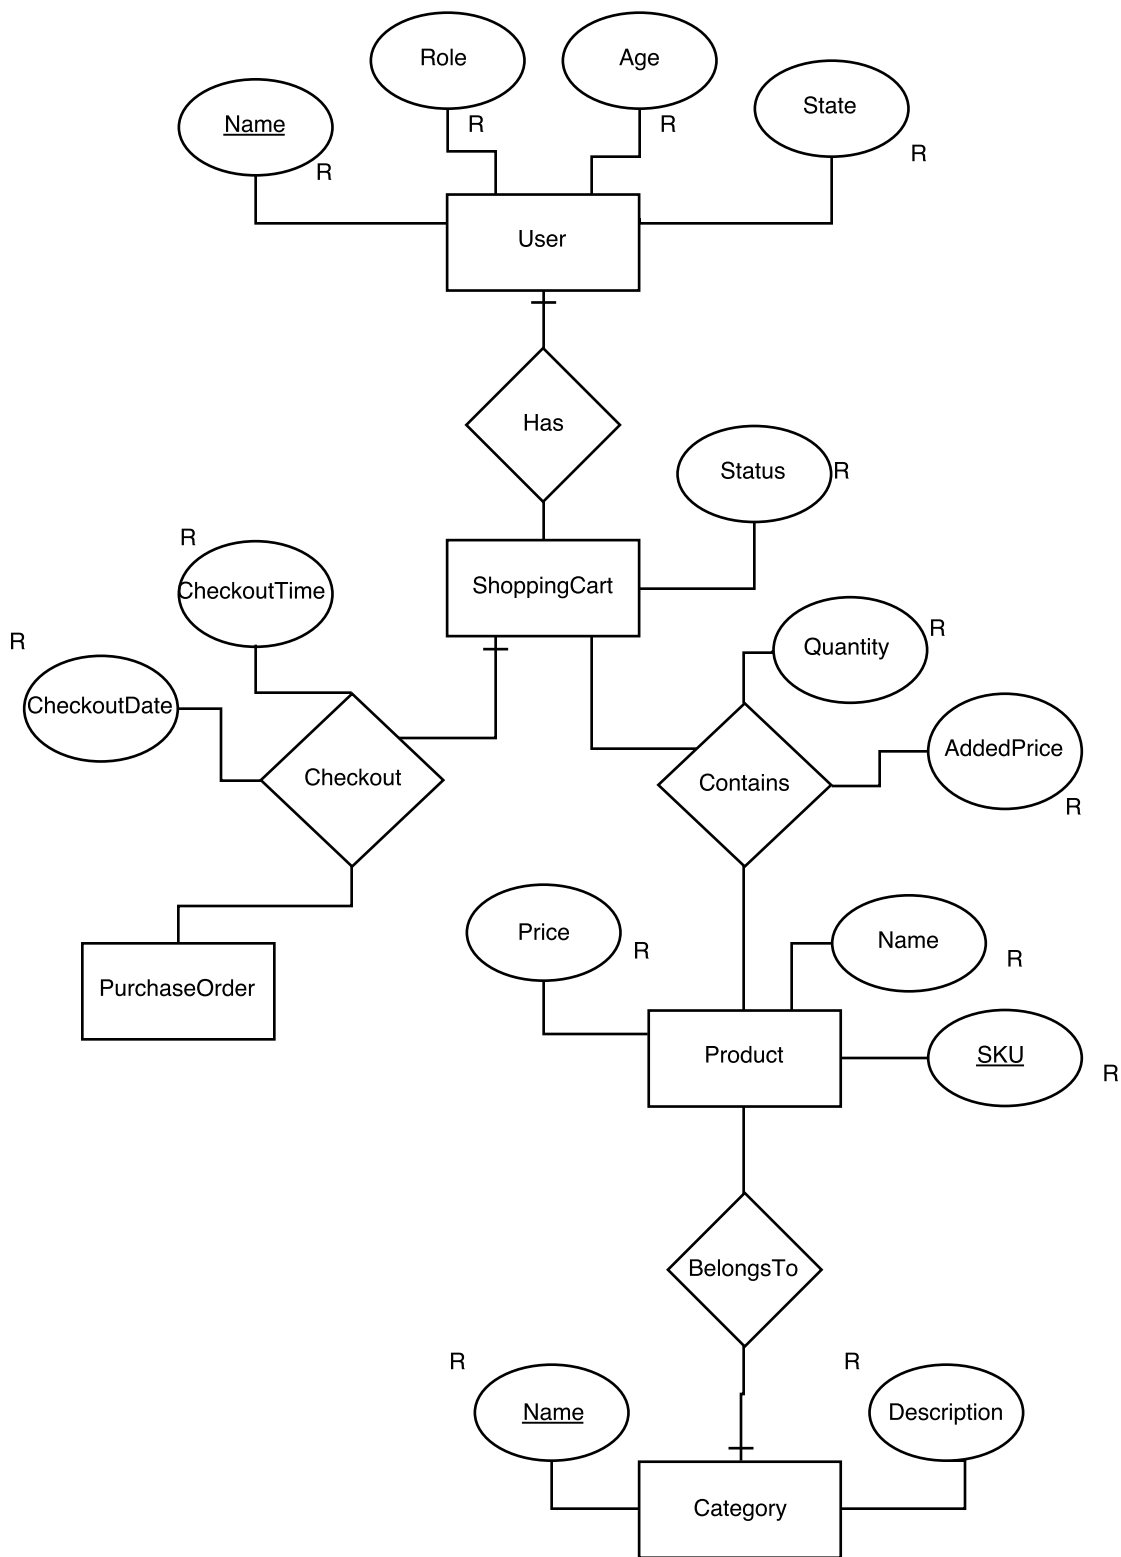 Role
Age
State
Name
R
R
R
R
User
Has
Status
R
R
CheckoutTime
ShoppingCart
R
R
Quantity
CheckoutDate
AddedPrice
Checkout
Contains
R
Price
R
Name
R
PurchaseOrder
Product
SKU
R
BelongsTo
R
R
Name
Description
Category